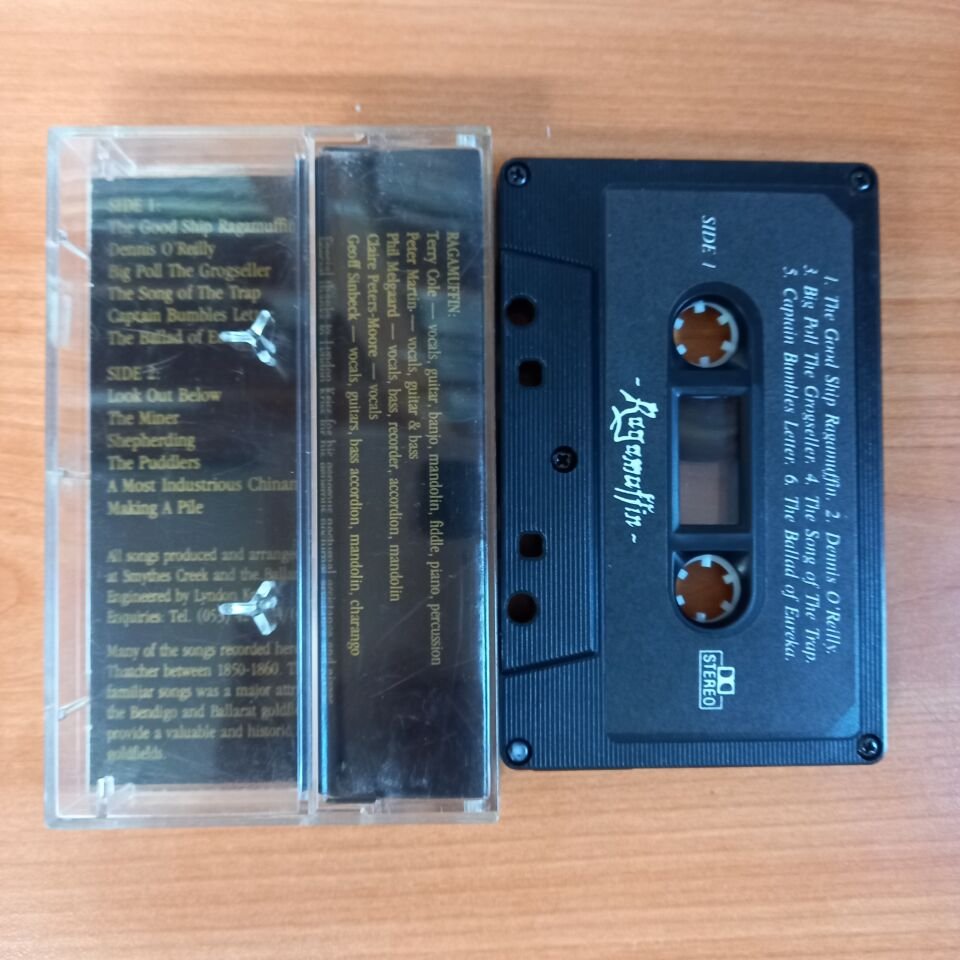 SIDE 1:
The Good Ship Ragamuffin
Dennis O'Reilly
Big Poll The Grogseller
The Song of The Trap
Captain Bumbles Let
The Ballad of E
SIDE 2:
Look Out Below
The Miner
Shepherding
The Puddlers
A Most Industrious Chinam
Making A Pile
All songs produced and arrange
at Smythes Creek and the Balla
Engineered by Lyndon K
Enquiries: Tel. (053)
Many of the songs recorded here
Thatcher between 1850-1860. T
familiar songs was a major attr
the Bendigo and Ballarat goldfi
provide a valuable and historic
goldfields.
RAGAMUFFIN:
Terry Cole — vocals, guitar, banjo, mandolin, fiddle, piano, percussion
Peter Martin — vocals, guitar & bass
Phil Melgaard — vocals, bass, recorder, accordion, mandolin
Claire Peters-Moore — vocals
Geoff Sinbeck — vocals, guitars, bass accordion, mandolin, charango
SIDE 1
1. The Good Ship Ragamuffin. 2. Dennis O'Reilly.
3. Big Poll The Grogseller. 4. The Song of The Trap.
5. Captain Bumbles Letter. 6. The Ballad of Eureka.
- Ragamuffin -
STEREO